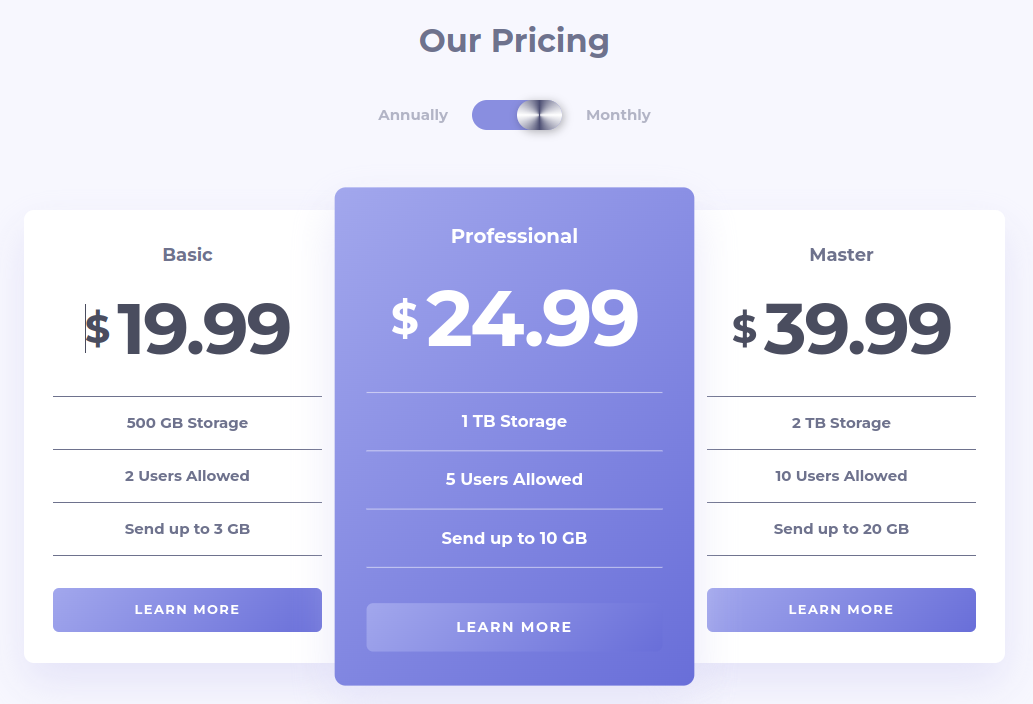 Our Pricing
Annually
Monthly
Basic
$19.99
500 GB Storage
2 Users Allowed
Send up to 3 GB
LEARN MORE
Professional
$24.99
1 TB Storage
5 Users Allowed
Send up to 10 GB
LEARN MORE
Master
$39.99
2 TB Storage
10 Users Allowed
Send up to 20 GB
LEARN MORE